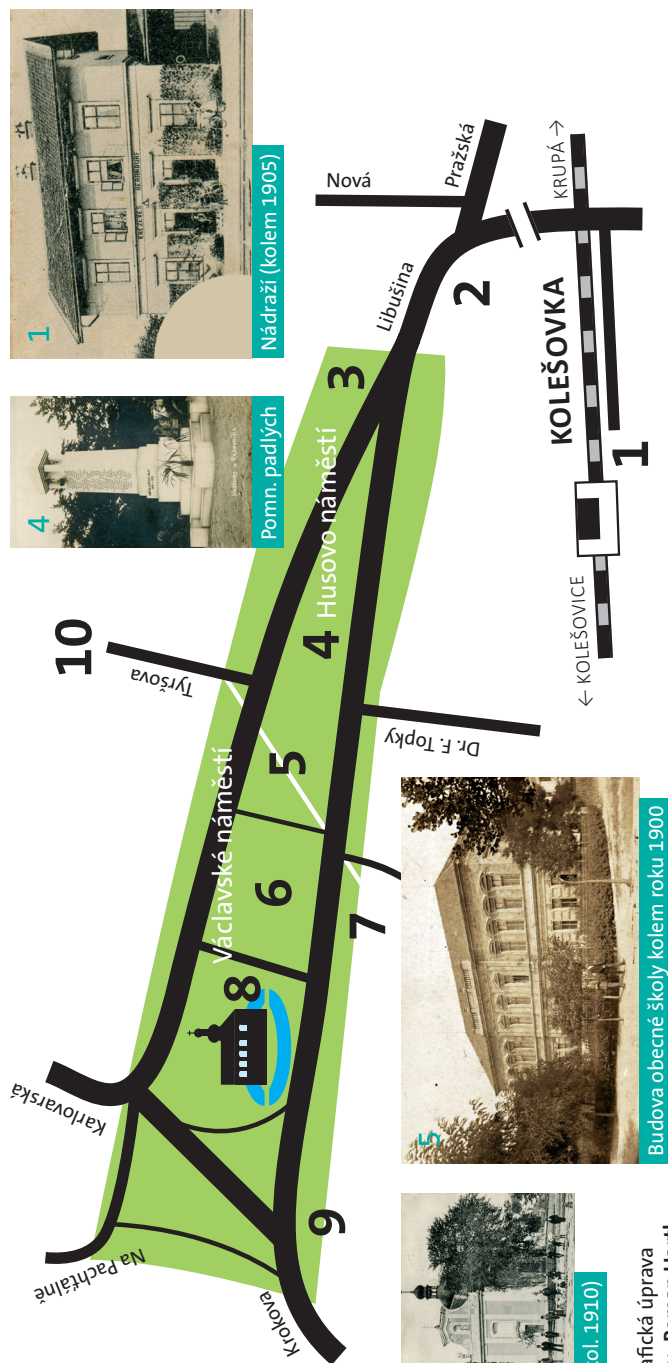 1
Nádraží (kolem 1905)
4
Pomn. padlých
Nová
Pražská
Libušina
2
3
Husovo náměstí
4
KRUPÁ →
KOLEŠOVKA
1
← KOLEŠOVICE
10
Tyršova
Dr. F. Topky
Václavské náměstí
5
6
7
8
Karlovarská
Na Pachtálně
Krokova
9
5
Budova obecné školy kolem roku 1900
ol. 1910)
afická úprava